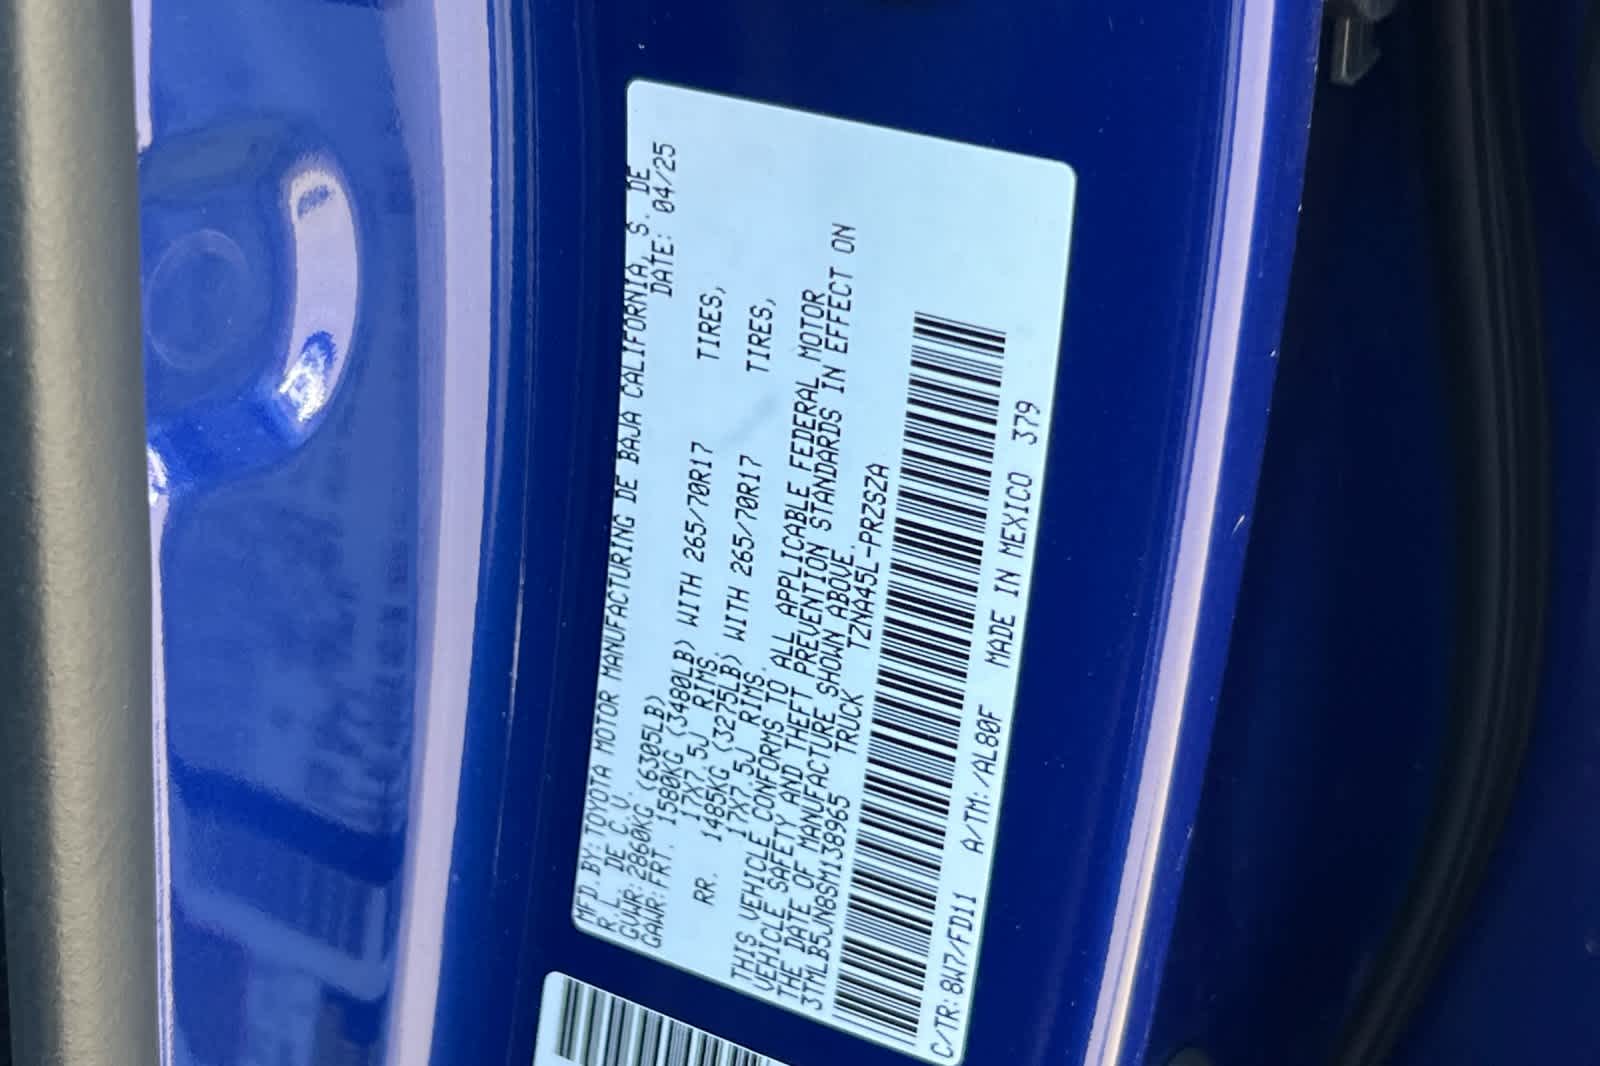 MFD.BY:TOYOTA MOTOR MANUFACTURING DE BAJA CALIFORNIA, S. DE
R.L. DE C.V. DATE: 04/25
GVWR:2860KG (6305LB)
GAWR:FRT. 1580KG (3480LB) WITH 265/70R17 TIRES,
17X7.5J RIMS.
RR. 1485KG (3275LB) WITH 265/70R17 TIRES,
17X7.5J RIMS.
THIS VEHICLE CONFORMS TO ALL APPLICABLE FEDERAL MOTOR
VEHICLE SAFETY AND THEFT PREVENTION STANDARDS IN EFFECT ON
THE DATE OF MANUFACTURE SHOWN ABOVE.
3TMLB5JN8SM138965 TRUCK TZNA45L-PRZSZA
C/TR:8W7/FD11 A/TM:/AL80F MADE IN MEXICO 379